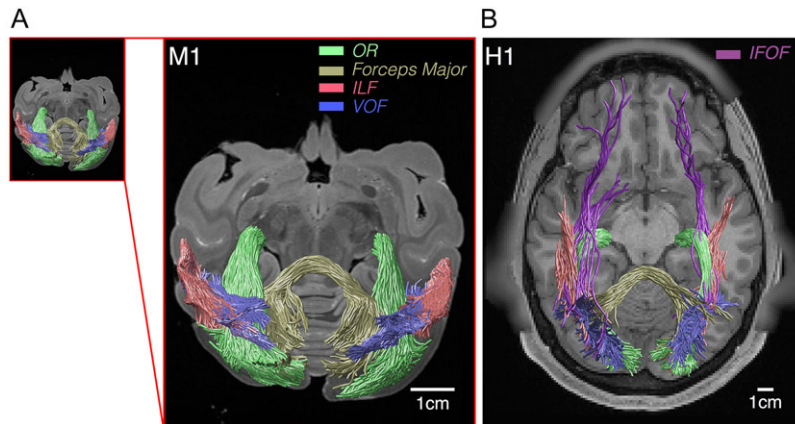 A
B
M1
OR
Forceps Major
ILF
VOF
1cm
H1
IFOF
1cm